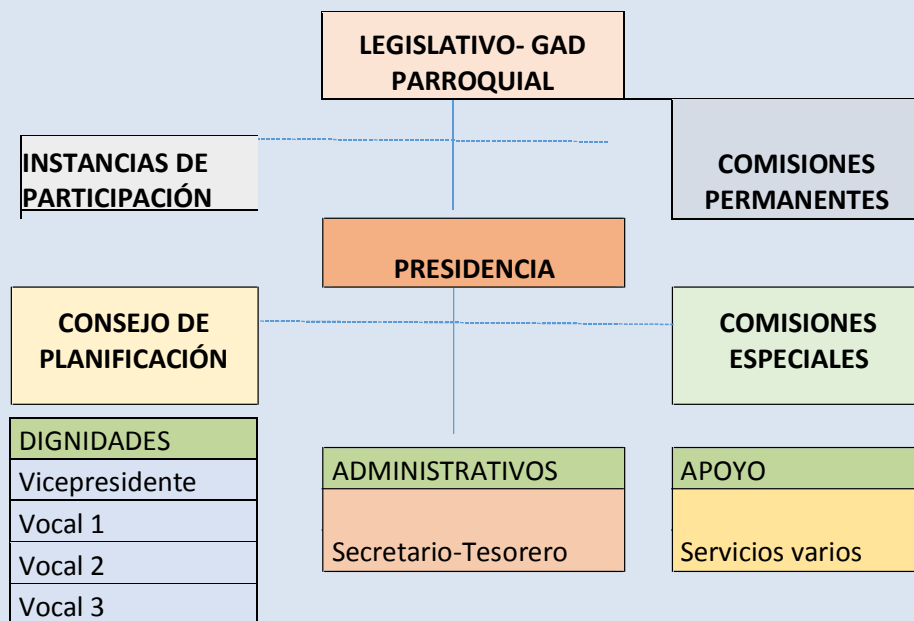 LEGISLATIVO- GAD
PARROQUIAL
INSTANCIAS DE
PARTICIPACIÓN
COMISIONES
PERMANENTES
PRESIDENCIA
CONSEJO DE
PLANIFICACIÓN
COMISIONES
ESPECIALES
DIGNIDADES
Vicepresidente
Vocal 1
Vocal 2
Vocal 3
ADMINISTRATIVOS
Secretario-Tesorero
APOYO
Servicios varios